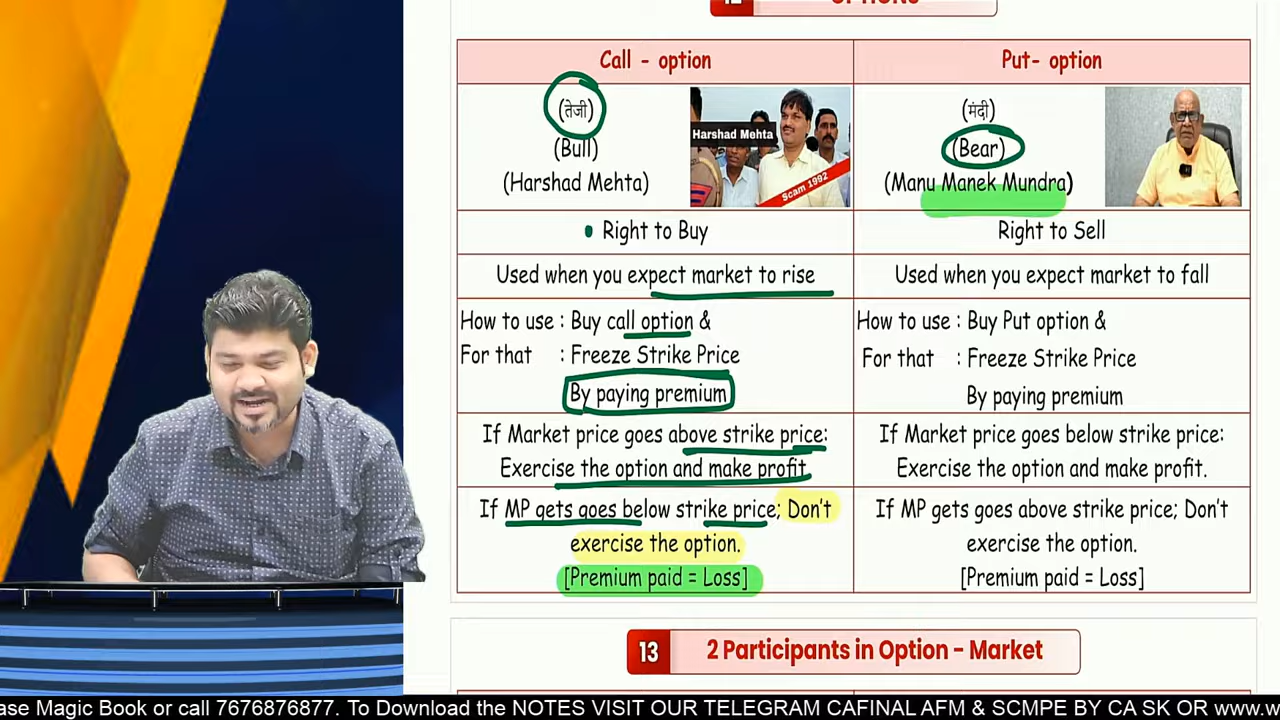 12 OPTIONS
Call - option
Put- option
(तेजी)
(Bull)
(Harshad Mehta)
Harshad Mehta
Scam 1992
(मंदी)
(Bear)
(Manu Manek Mundra)
Right to Buy
Right to Sell
Used when you expect market to rise
Used when you expect market to fall
How to use : Buy call option &
For that : Freeze Strike Price
By paying premium
How to use : Buy Put option &
For that : Freeze Strike Price
By paying premium
If Market price goes above strike price:
Exercise the option and make profit
If Market price goes below strike price:
Exercise the option and make profit.
If MP gets goes below strike price; Don't
exercise the option.
[Premium paid = Loss]
If MP gets goes above strike price; Don't
exercise the option.
[Premium paid = Loss]
13 2 Participants in Option - Market
ase Magic Book or call 7676876877. To Download the NOTES VISIT OUR TELEGRAM CAFINAL AFM & SCMPE BY CA SK OR www.w